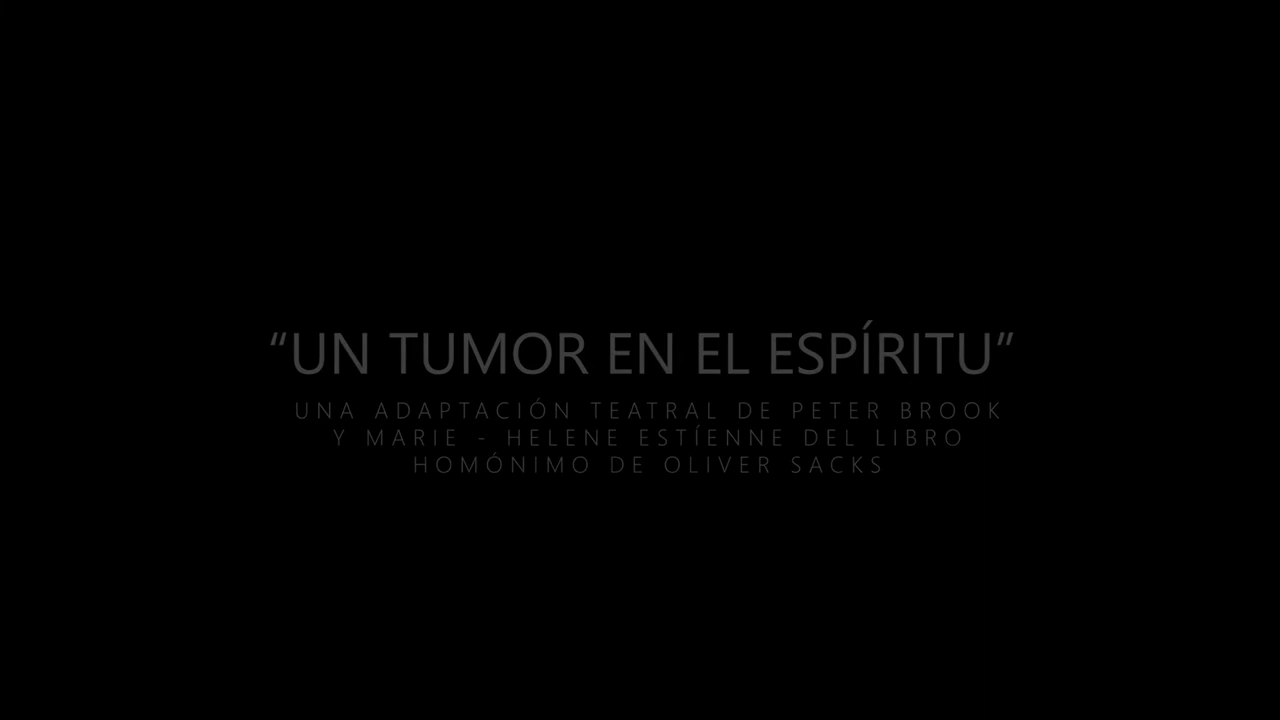 “UN TUMOR EN EL ESPÍRITU”
UNA ADAPTACIÓN TEATRAL DE PETER BROOK
Y MARIE - HELENE ESTÍENNE DEL LIBRO
HOMÓNIMO DE OLIVER SACKS